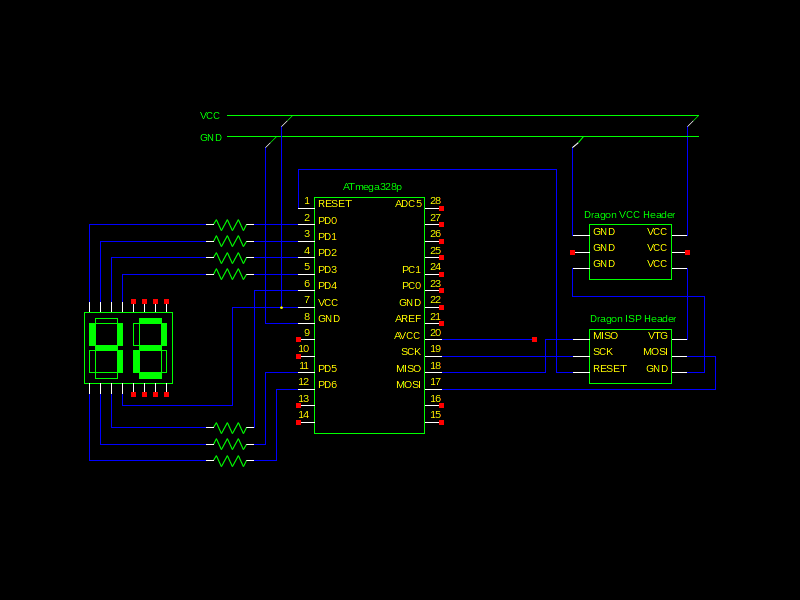 VCC
GND
ATmega328p
1 RESET ADC5 28
2 PD0 27
3 PD1 26
4 PD2 25
5 PD3 PC1 24
6 PD4 PC0 23
7 VCC GND 22
8 GND AREF 21
9 AVCC 20
10 SCK 19
11 PD5 MISO 18
12 PD6 MOSI 17
13 16
14 15
Dragon VCC Header
GND VCC
GND VCC
GND VCC
Dragon ISP Header
MISO VTG
SCK MOSI
RESET GND